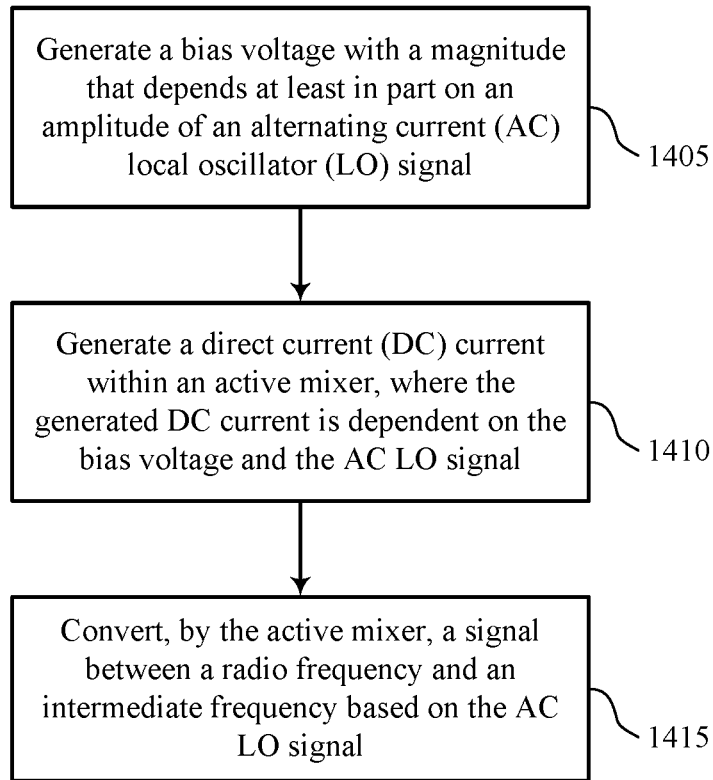 Generate a bias voltage with a magnitude
that depends at least in part on an
amplitude of an alternating current (AC)
local oscillator (LO) signal
1405
Generate a direct current (DC) current
within an active mixer, where the
generated DC current is dependent on the
bias voltage and the AC LO signal
1410
Convert, by the active mixer, a signal
between a radio frequency and an
intermediate frequency based on the AC
LO signal
1415